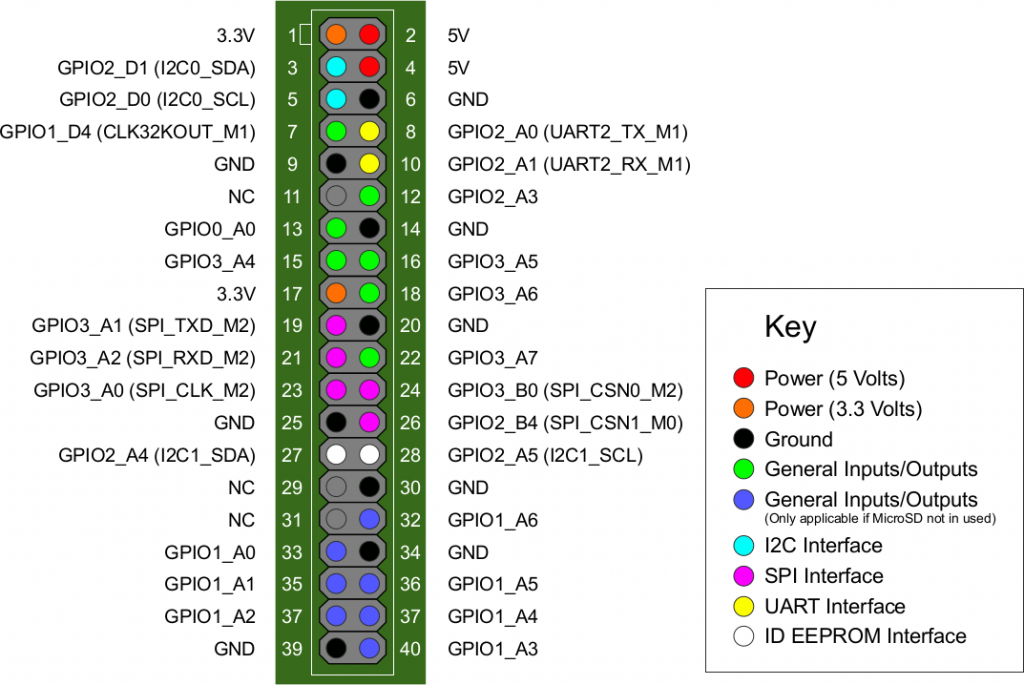 3.3V 1 2 5V
GPIO2_D1 (I2C0_SDA) 3 4 5V
GPIO2_D0 (I2C0_SCL) 5 6 GND
GPIO1_D4 (CLK32KOUT_M1) 7 8 GPIO2_A0 (UART2_TX_M1)
GND 9 10 GPIO2_A1 (UART2_RX_M1)
NC 11 12 GPIO2_A3
GPIO0_A0 13 14 GND
GPIO3_A4 15 16 GPIO3_A5
3.3V 17 18 GPIO3_A6
GPIO3_A1 (SPI_TXD_M2) 19 20 GND
GPIO3_A2 (SPI_RXD_M2) 21 22 GPIO3_A7
GPIO3_A0 (SPI_CLK_M2) 23 24 GPIO3_B0 (SPI_CSN0_M2)
GND 25 26 GPIO2_B4 (SPI_CSN1_M0)
GPIO2_A4 (I2C1_SDA) 27 28 GPIO2_A5 (I2C1_SCL)
NC 29 30 GND
NC 31 32 GPIO1_A6
GPIO1_A0 33 34 GND
GPIO1_A1 35 36 GPIO1_A5
GPIO1_A2 37 37 GPIO1_A4
GND 39 40 GPIO1_A3
Key
Power (5 Volts)
Power (3.3 Volts)
Ground
General Inputs/Outputs
General Inputs/Outputs
(Only applicable if MicroSD not in used)
I2C Interface
SPI Interface
UART Interface
ID EEPROM Interface